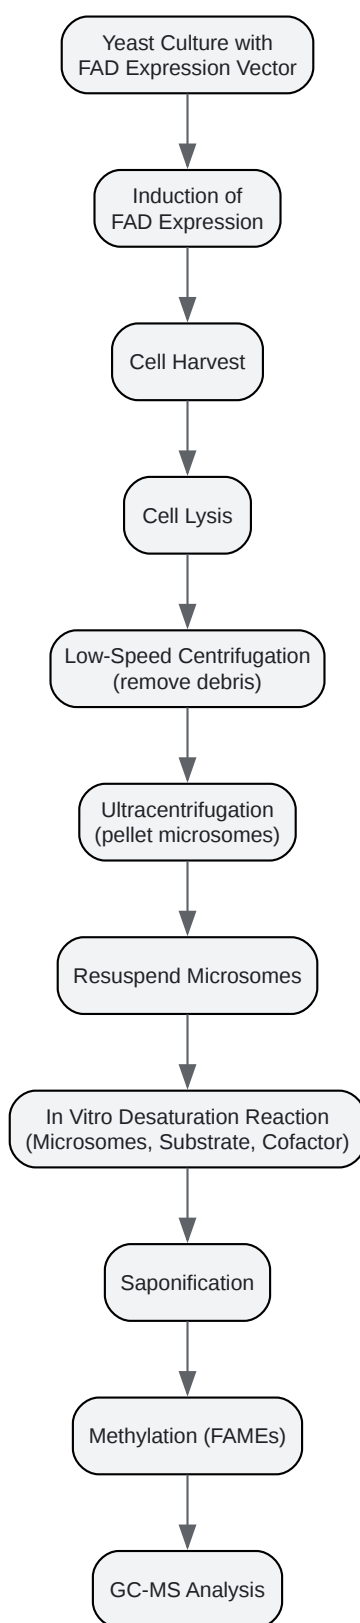 Yeast Culture with
FAD Expression Vector
Induction of
FAD Expression
Cell Harvest
Cell Lysis
Low-Speed Centrifugation
(remove debris)
Ultracentrifugation
(pellet microsomes)
Resuspend Microsomes
In Vitro Desaturation Reaction
(Microsomes, Substrate, Cofactor)
Saponification
Methylation (FAMEs)
GC-MS Analysis